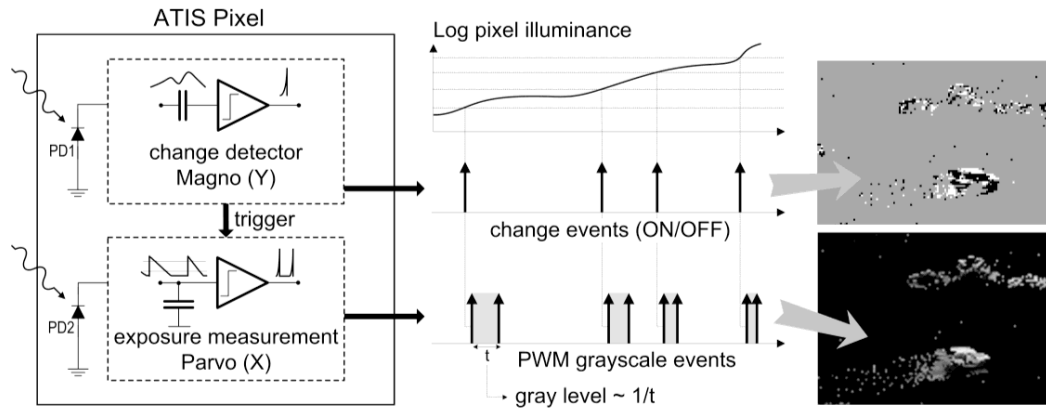 ATIS Pixel
PD1
change detector
Magno (Y)
trigger
PD2
exposure measurement
Parvo (X)
Log pixel illuminance
change events (ON/OFF)
t
PWM grayscale events
gray level ~ 1/t